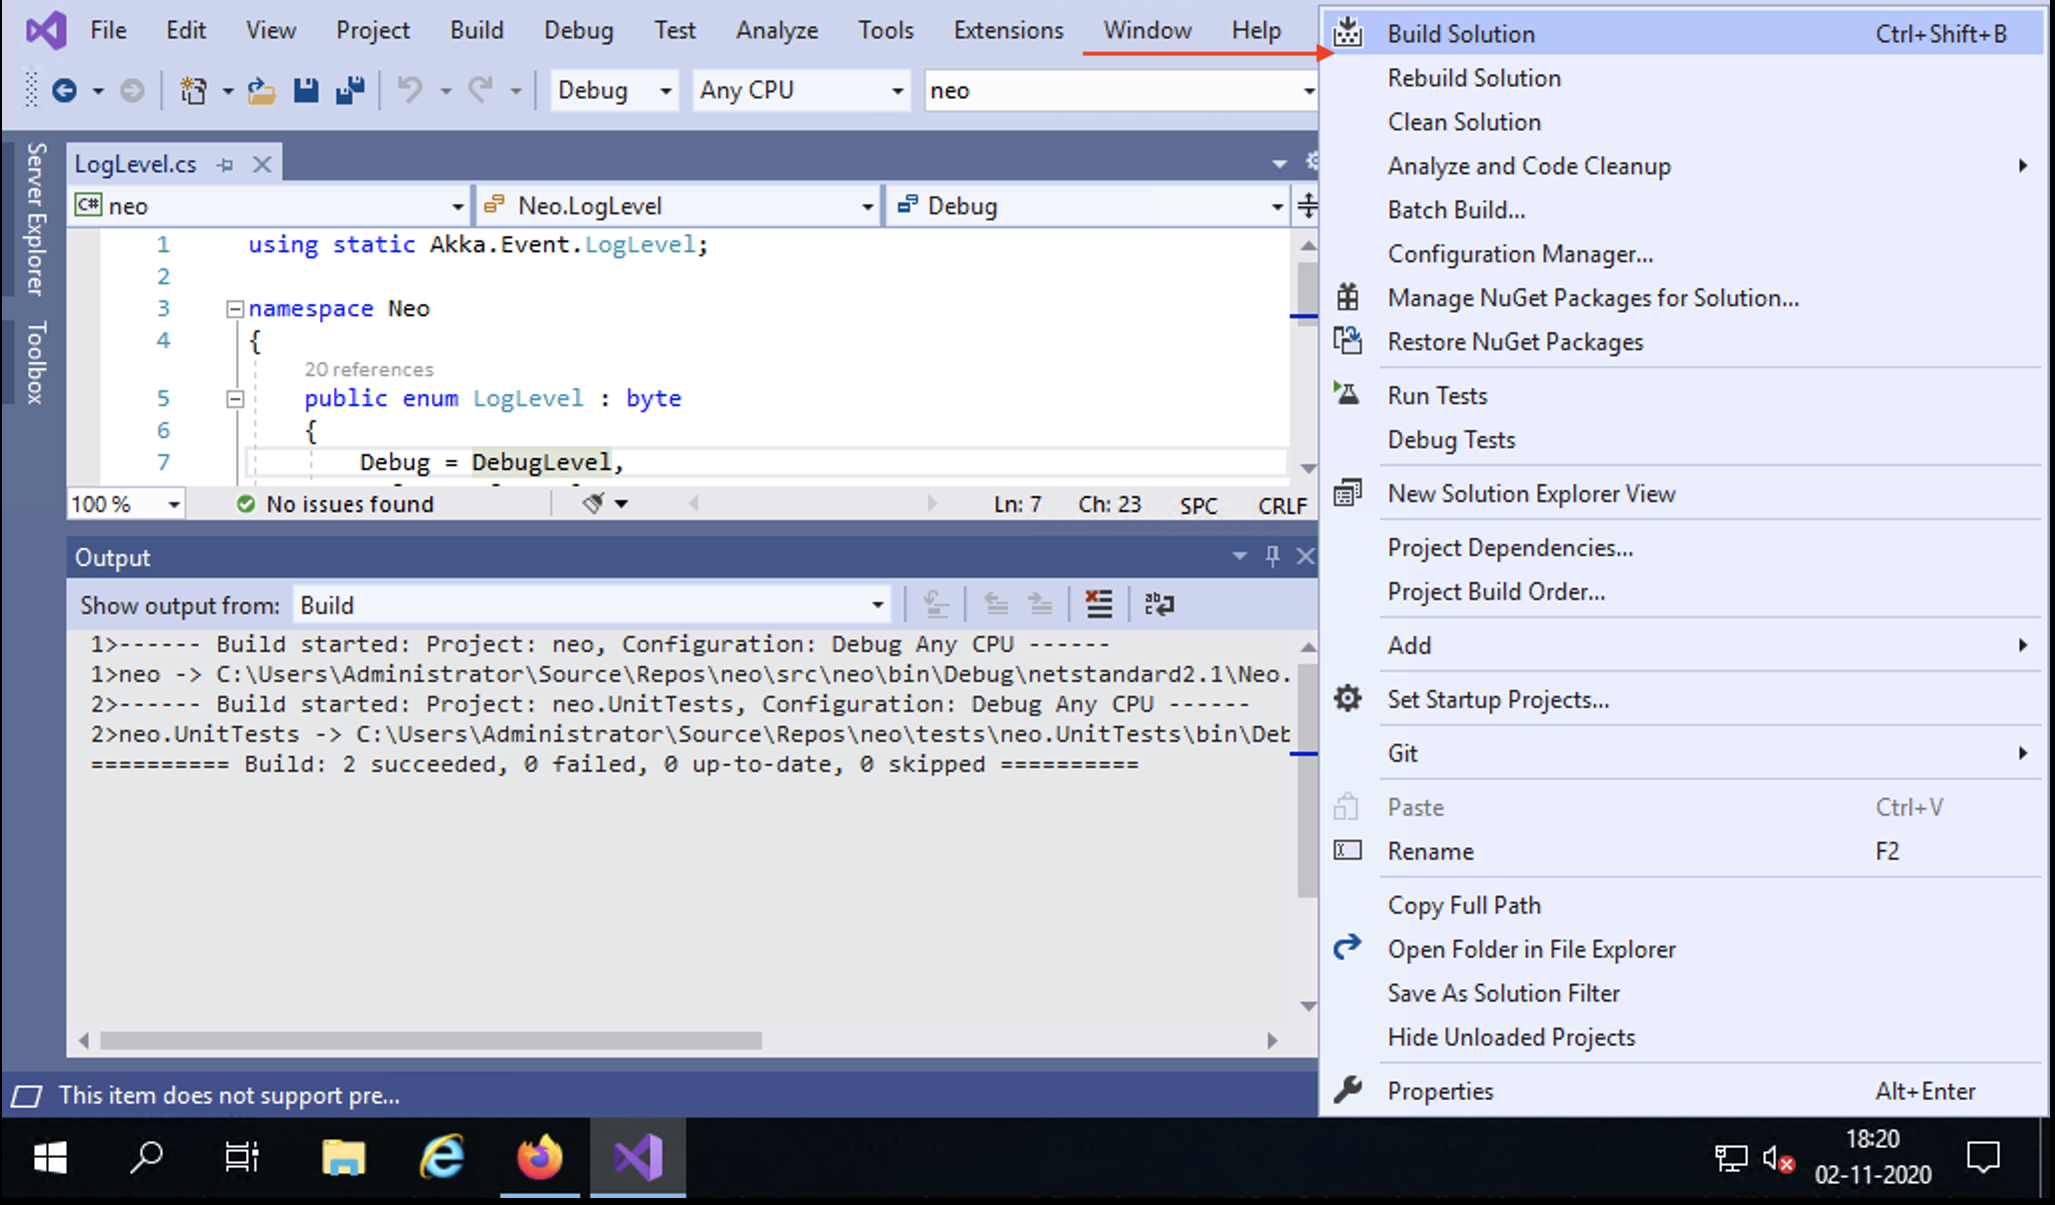 File Edit View Project Build Debug Test Analyze Tools Extensions Window Help
Debug Any CPU neo
Server Explorer
Toolbox
LogLevel.cs
C# neo Neo.LogLevel Debug
1 using static Akka.Event.LogLevel;
2
3 namespace Neo
4 {
20 references
5 public enum LogLevel : byte
6 {
7 Debug = DebugLevel,
100 % No issues found Ln: 7 Ch: 23 SPC CRLF
Output
Show output from: Build
1>------ Build started: Project: neo, Configuration: Debug Any CPU ------
1>neo -> C:\Users\Administrator\Source\Repos\neo\src\neo\bin\Debug\netstandard2.1\Neo.
2>------ Build started: Project: neo.UnitTests, Configuration: Debug Any CPU ------
2>neo.UnitTests -> C:\Users\Administrator\Source\Repos\neo\tests\neo.UnitTests\bin\Deb
========== Build: 2 succeeded, 0 failed, 0 up-to-date, 0 skipped ==========
This item does not support pre...
Build Solution Ctrl+Shift+B
Rebuild Solution
Clean Solution
Analyze and Code Cleanup
Batch Build...
Configuration Manager...
Manage NuGet Packages for Solution...
Restore NuGet Packages
Run Tests
Debug Tests
New Solution Explorer View
Project Dependencies...
Project Build Order...
Add
Set Startup Projects...
Git
Paste Ctrl+V
Rename F2
Copy Full Path
Open Folder in File Explorer
Save As Solution Filter
Hide Unloaded Projects
Properties Alt+Enter
18:20
02-11-2020